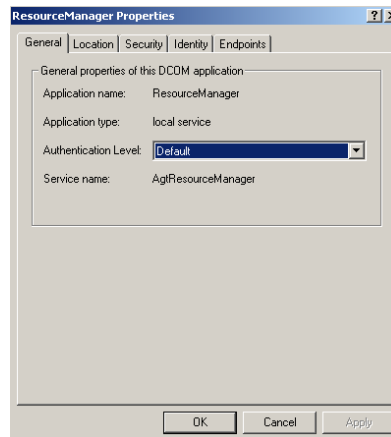 ResourceManager Properties
General Location Security Identity Endpoints
General properties of this DCOM application
Application name: ResourceManager
Application type: local service
Authentication Level: Default
Service name: AgtResourceManager
OK Cancel Apply